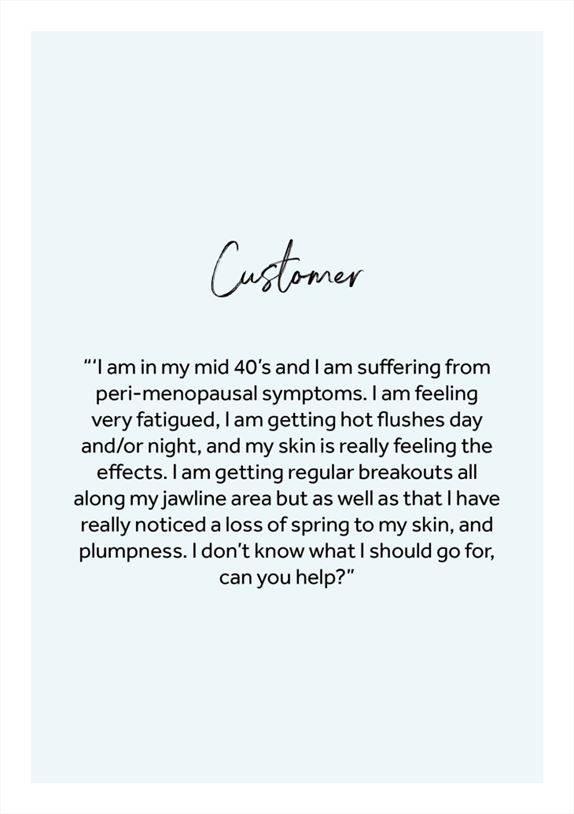 Customer
"‘I am in my mid 40’s and I am suffering from
peri-menopausal symptoms. I am feeling
very fatigued, I am getting hot flushes day
and/or night, and my skin is really feeling the
effects. I am getting regular breakouts all
along my jawline area but as well as that I have
really noticed a loss of spring to my skin, and
plumpness. I don’t know what I should go for,
can you help?"